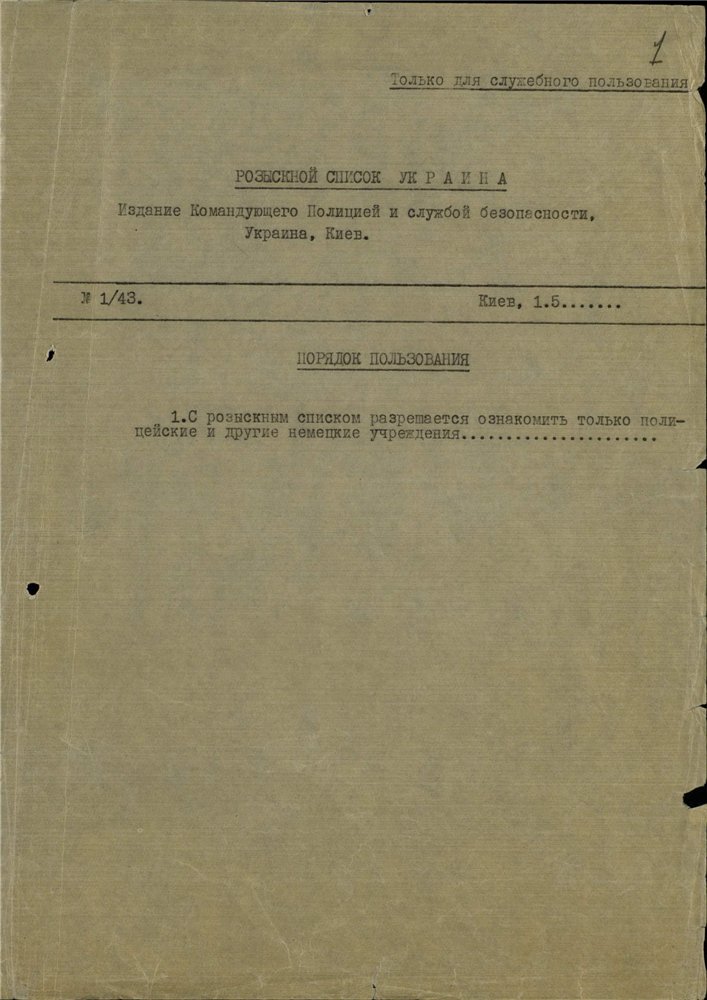 1
Только для служебного пользования
РОЗЫСКНОЙ СПИСОК УК Р А И Н А
Издание Командующего Полицией и службой безопасности,
Украина, Киев.
№ 1/43.
Киев, 1.5.......
ПОРЯДОК ПОЛЬЗОВАНИЯ
1.С розыскным списком разрешается ознакомить только поли-
цейские и другие немецкие учреждения......................